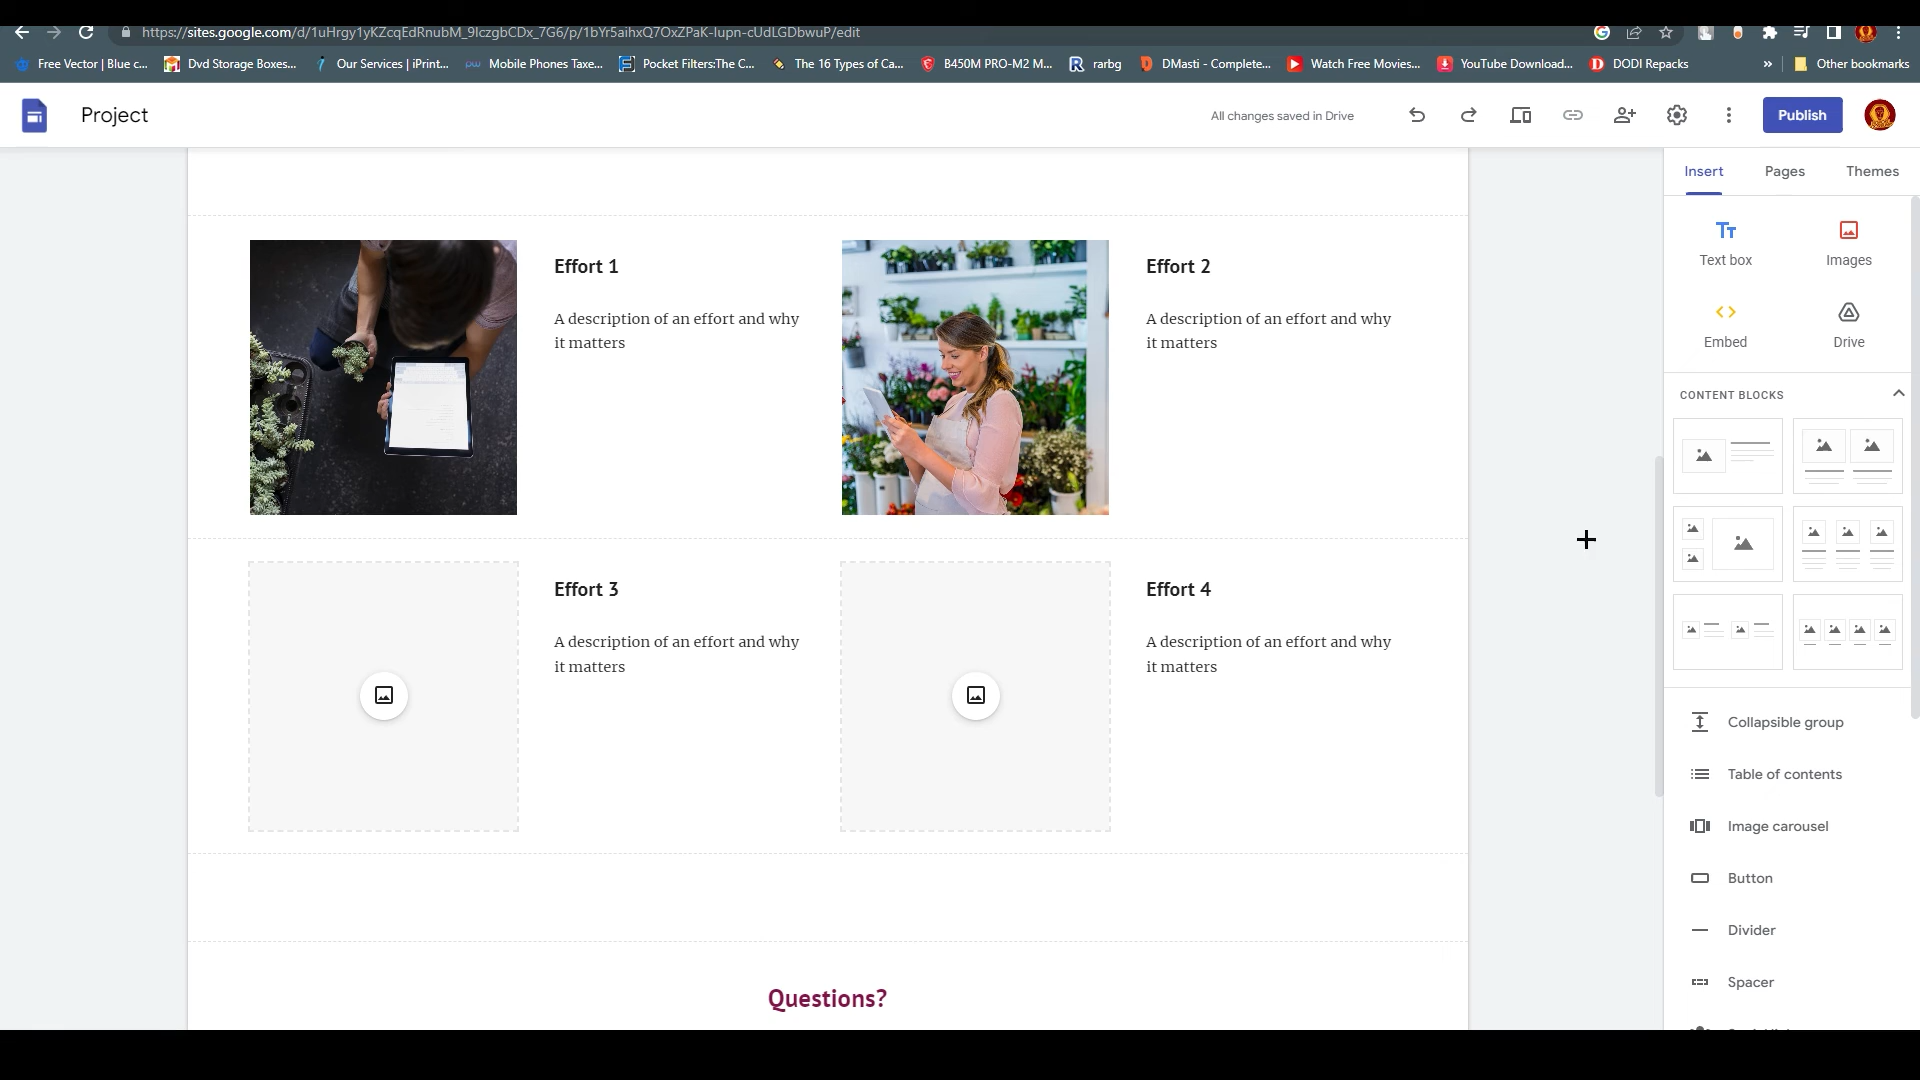 https://sites.google.com/d/1uHrgy1yKZcqEdRnubM_9IczgbCDx_7G6/p/1bYr5aihxQ7OxZPaK-lupn-cUdLGDbwuP/edit
Free Vector | Blue c...
Dvd Storage Boxes...
Our Services | iPrint...
Mobile Phones Taxe...
Pocket Filters:The C...
The 16 Types of Ca...
B450M PRO-M2 M...
rarbg
DMasti - Complete...
Watch Free Movies...
YouTube Download...
DODI Repacks
»
Other bookmarks
Project
All changes saved in Drive
Publish
Insert
Pages
Themes
Text box
Images
Embed
Drive
CONTENT BLOCKS
Effort 1
A description of an effort and why
it matters
Effort 2
A description of an effort and why
it matters
Effort 3
A description of an effort and why
it matters
Effort 4
A description of an effort and why
it matters
Questions?
Collapsible group
Table of contents
Image carousel
Button
Divider
Spacer